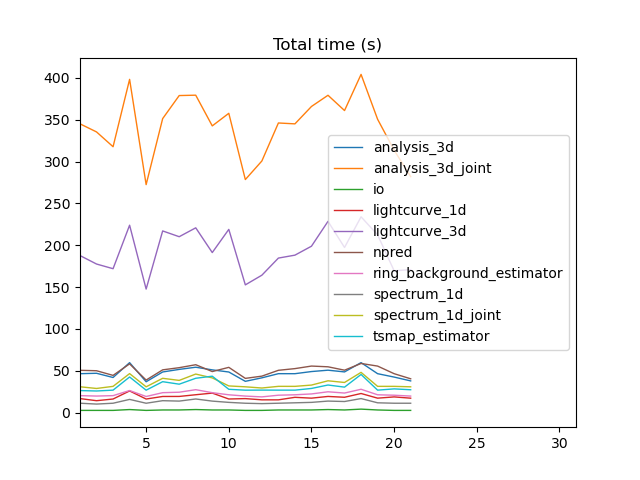 Total time (s)
400
350
300
250
200
150
100
50
0
analysis_3d
analysis_3d_joint
io
lightcurve_1d
lightcurve_3d
npred
ring_background_estimator
spectrum_1d
spectrum_1d_joint
tsmap_estimator
5 10 15 20 25 30